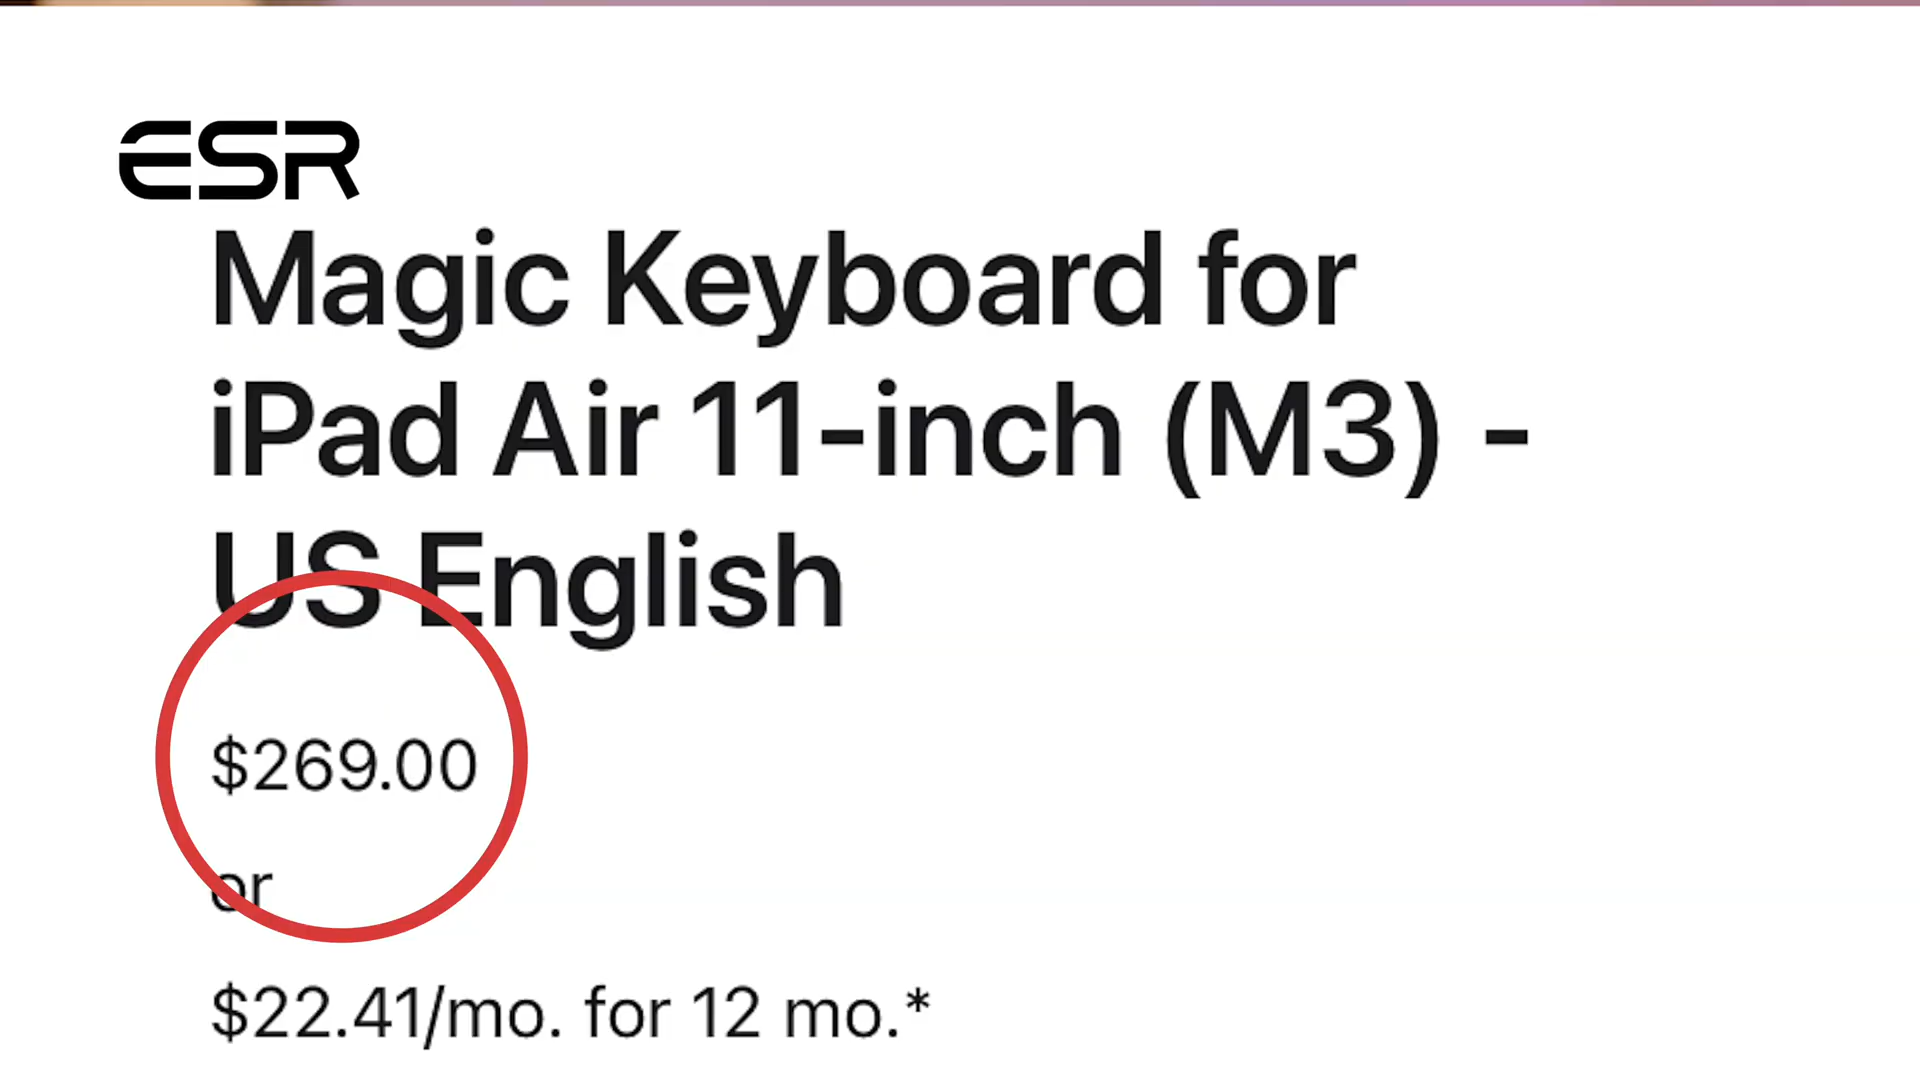 ESR
Magic Keyboard for
iPad Air 11-inch (M3) -
US English
$269.00
or
$22.41/mo. for 12 mo.*